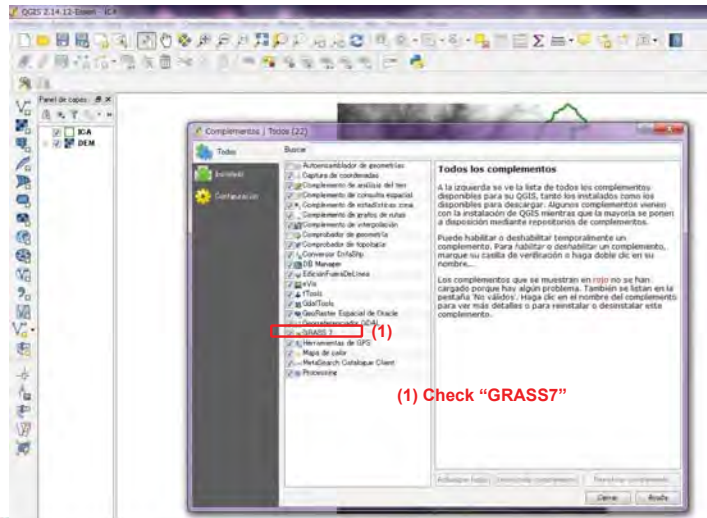 QGIS 2.14.12-Essen - ICA
Panel de capas
ICA
DEM
Complementos | Todos (22)
Todos
Instalado
Configuración
Buscar
Autoensamblador de geometrías
Captura de coordenadas
Complemento de análisis del terr
Complemento de consulta espacial
Complemento de estadísticas zona
Complemento de grafos de rutas
Complemento de interpolación
Comprobador de geometría
Comprobador de topología
Conversor
DB Manager
EdicionFueraDeLinea
eVis
fTools
GdalTools
GeoRaster Espacial de Oracle
Georreferenciador GDAL
GRASS 7
Herramientas de GPS
Mapa de calor
MetaSearch Catalogue Client
Processing
(1)
(1) Check “GRASS7”
Todos los complementos
A la izquierda se ve la lista de todos los complementos
disponibles para su QGIS, tanto los instalados como los
disponibles para descargar. Algunos complementos vienen
con la instalación de QGIS mientras que la mayoría se ponen
a disposición mediante repositorios de complementos.
Puede habilitar o deshabilitar temporalmente un
complemento. Para habilitar o deshabilitar un complemento,
marque su casilla de verificación o haga doble clic en su
nombre...
Los complementos que se muestran en rojo no se han
cargado porque hay algún problema. También se listan en la
pestaña 'No válidos'. Haga clic en el nombre del complemento
para ver más detalles o para reinstalar o desinstalar este
complemento.
Cerrar
Ayuda